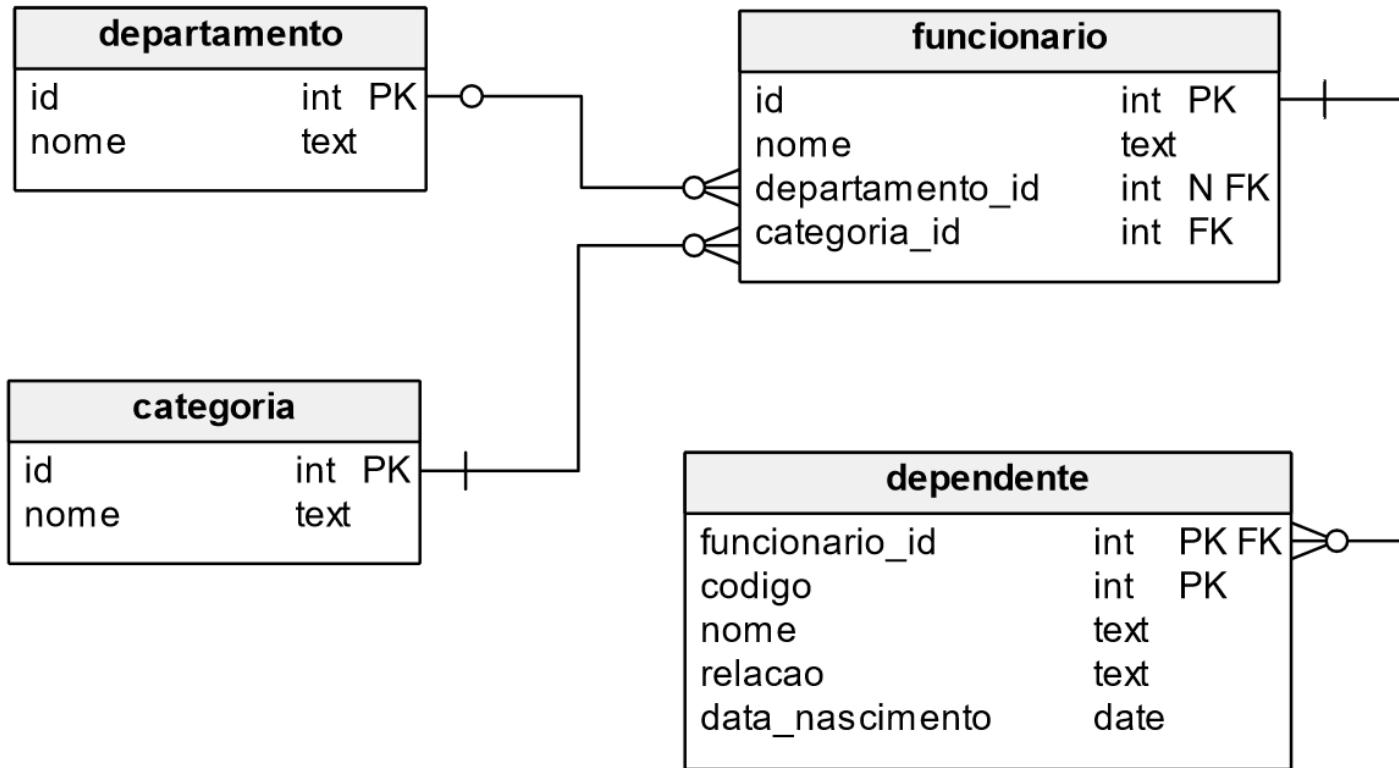 departamento
id int PK
nome text
funcionario
id int PK
nome text
departamento_id int N FK
categoria_id int FK
categoria
id int PK
nome text
dependente
funcionario_id int PK FK
codigo int PK
nome text
relacao text
data_nascimento date